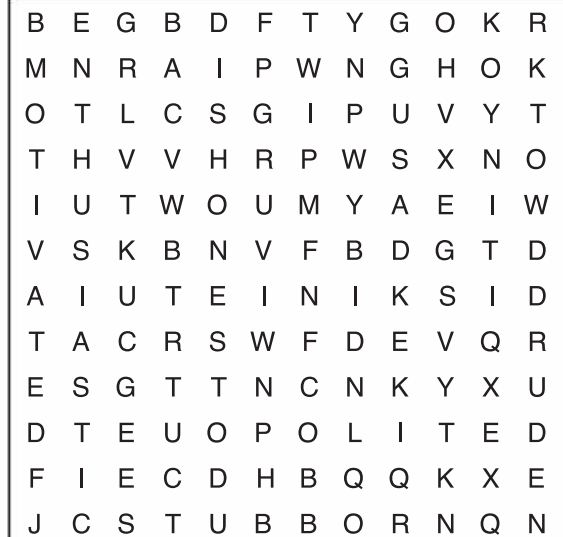 B E G B D F T Y G O K R
M N R A I P W N G H O K
O T L C S G I P U V Y T
T H V V H R P W S X N O
I U T W O U M Y A E I W
V S K B N V F B D G T D
A I U T E I N I K S I D
T A C R S W F D E V Q R
E S G T T N C N K Y X U
D T E U O P O L I T E D
F I E C D H B Q Q K X E
J C S T U B B O R N Q N